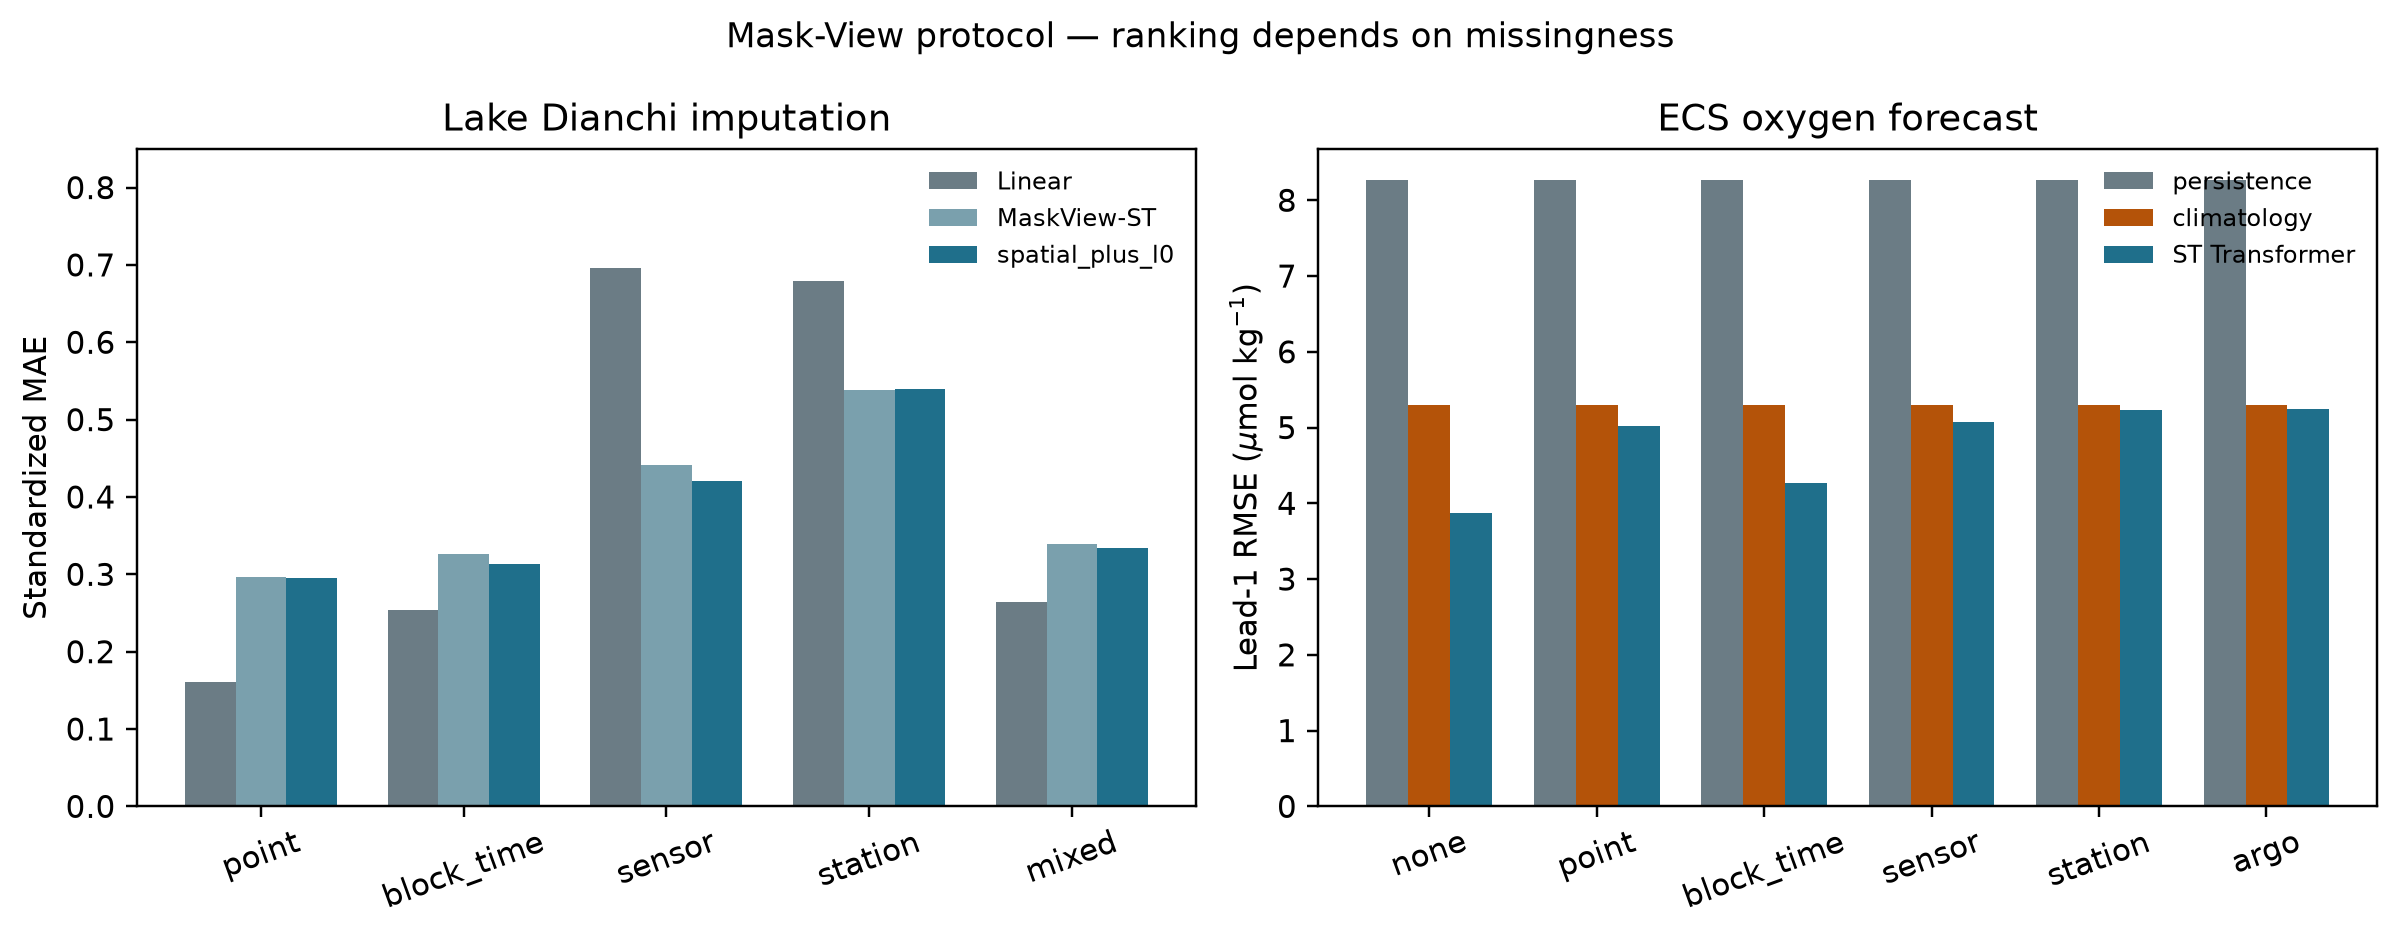 Mask-View protocol — ranking depends on missingness
Lake Dianchi imputation
Standardized MAE
0.8
0.7
0.6
0.5
0.4
0.3
0.2
0.1
0.0
Linear
MaskView-ST
spatial_plus_l0
point
block_time
sensor
station
mixed
ECS oxygen forecast
Lead-1 RMSE (μmol kg⁻¹)
8
7
6
5
4
3
2
1
0
persistence
climatology
ST Transformer
none
point
block_time
sensor
station
argo